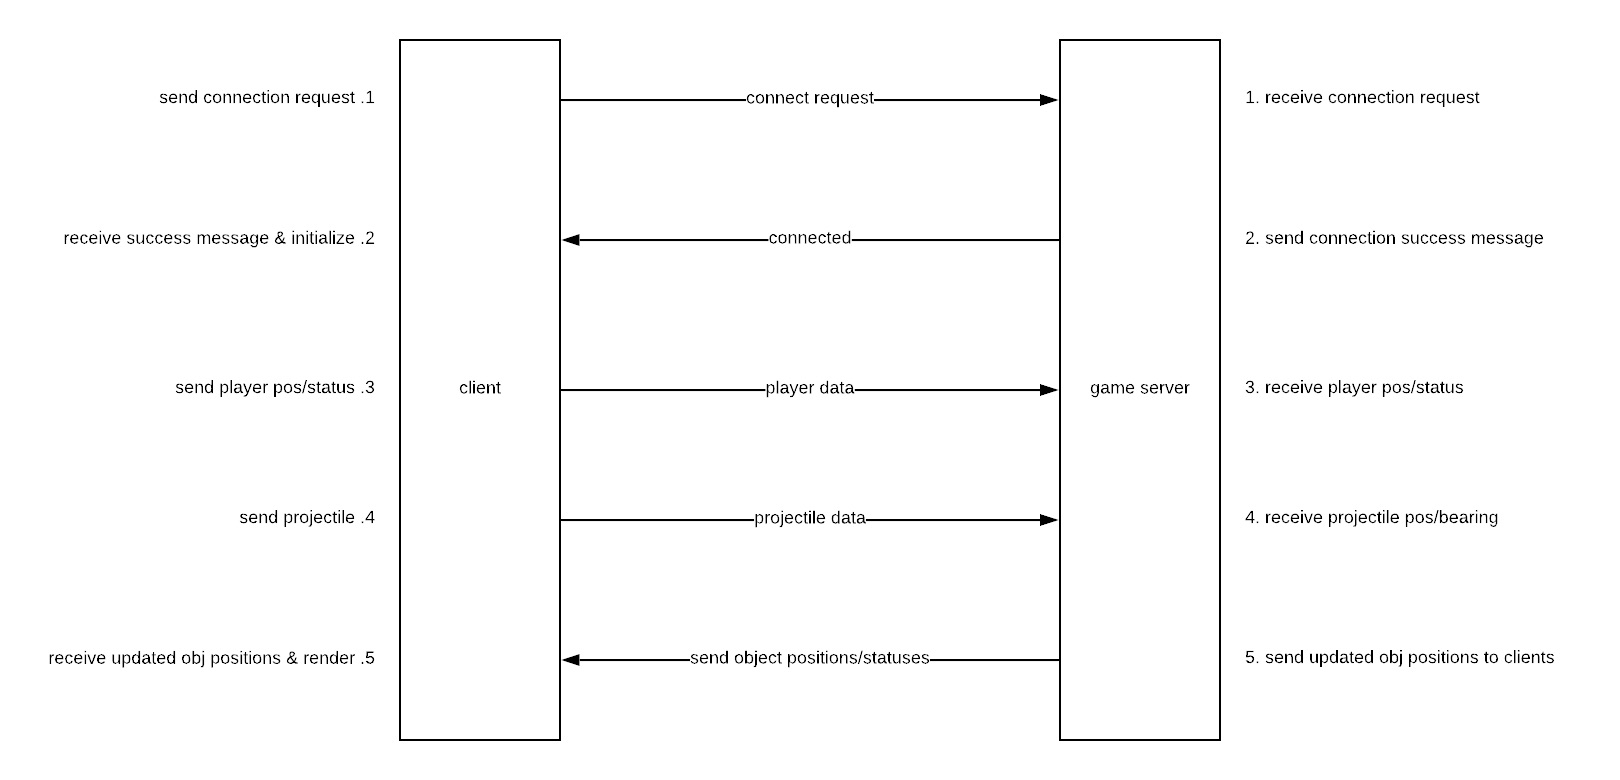 send connection request .1
connect request
1. receive connection request
receive success message & initialize .2
connected
2. send connection success message
send player pos/status .3
client
player data
game server
3. receive player pos/status
send projectile .4
projectile data
4. receive projectile pos/bearing
receive updated obj positions & render .5
send object positions/statuses
5. send updated obj positions to clients